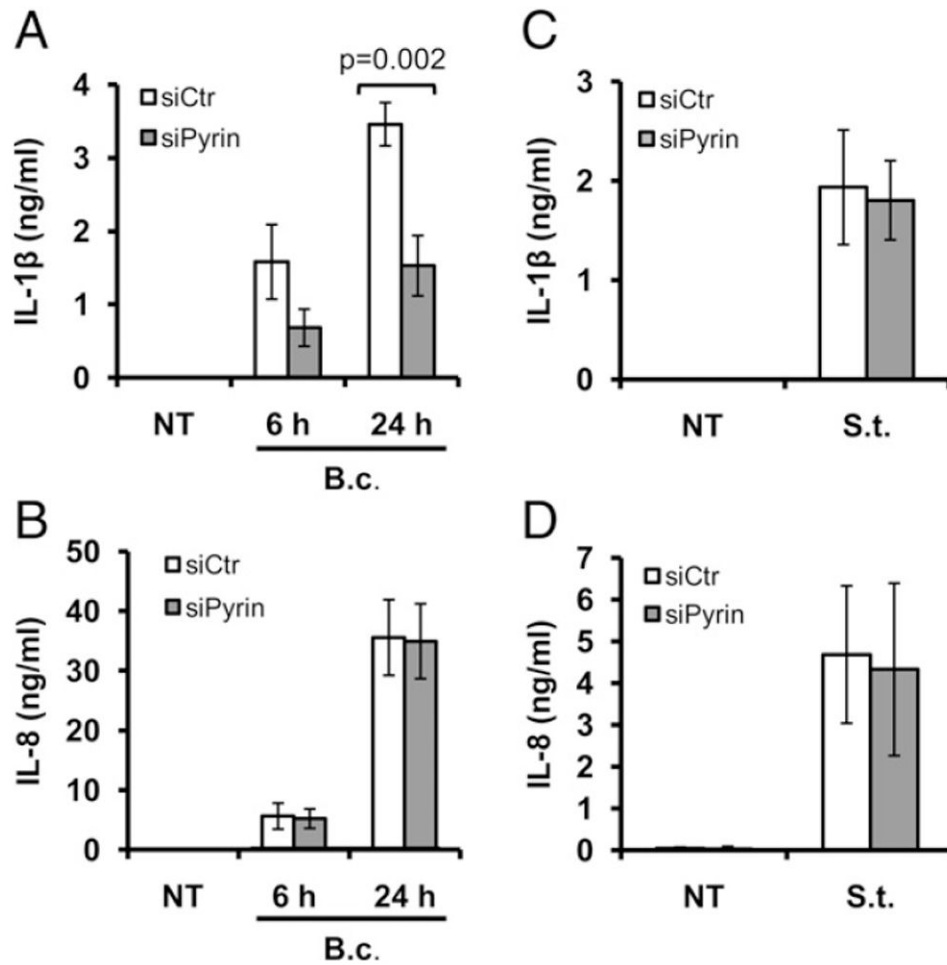 A
p=0.002
siCtr
siPyrin
IL-1β (ng/ml)
4
3
2
1
0
NT
6 h
24 h
B.c.
C
siCtr
siPyrin
IL-1β (ng/ml)
3
2
1
0
NT
S.t.
B
siCtr
siPyrin
IL-8 (ng/ml)
50
40
30
20
10
0
NT
6 h
24 h
B.c.
D
siCtr
siPyrin
IL-8 (ng/ml)
7
6
5
4
3
2
1
0
NT
S.t.